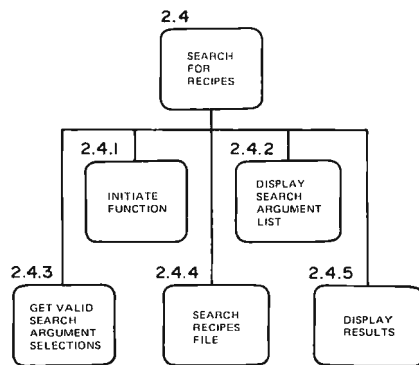 2.4
SEARCH
FOR
RECIPES
2.4.1
INITIATE
FUNCTION
2.4.2
DISPLAY
SEARCH
ARGUMENT
LIST
2.4.3
GET VALID
SEARCH
ARGUMENT
SELECTIONS
2.4.4
SEARCH
RECIPES
FILE
2.4.5
DISPLAY
RESULTS